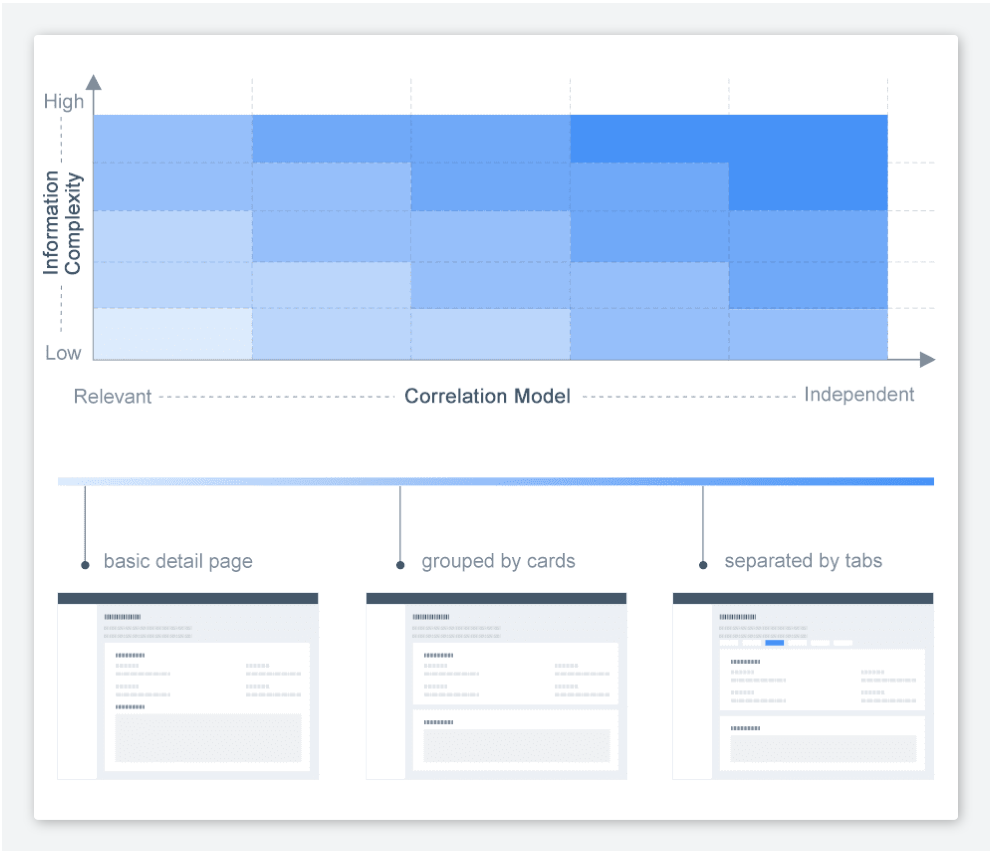 High
Information
Complexity
Low
Relevant
Correlation Model
Independent
basic detail page
grouped by cards
separated by tabs